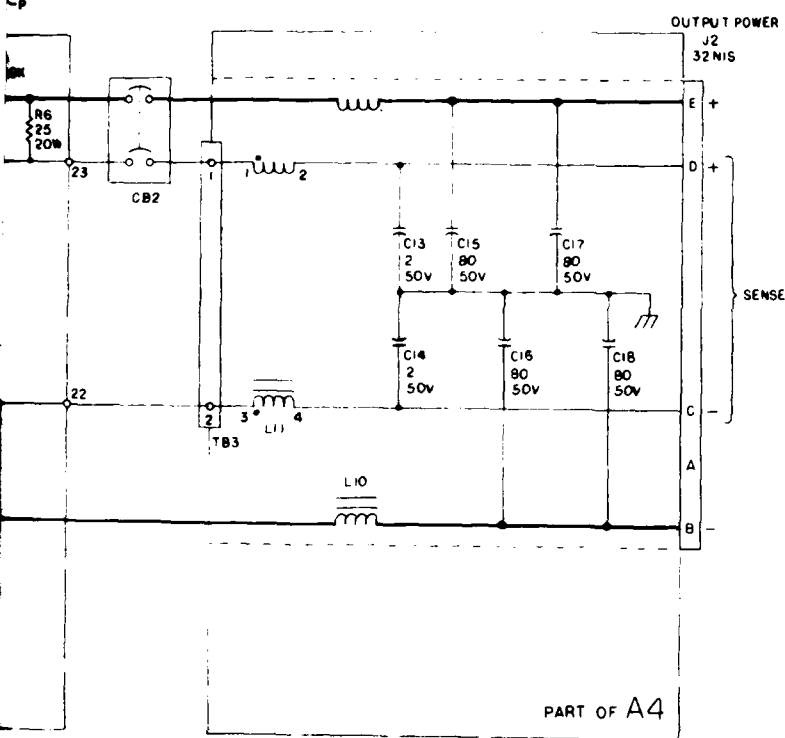 OUTPUT POWER
J2
32NIS
R6
25
20W
E +
23
CB2
1
1 2
D +
C13
2
50V
C15
80
50V
C17
80
50V
SENSE
C14
2
50V
C16
80
50V
C18
80
50V
22
2
3 4
L11
TB3
C -
A
L10
B -
PART OF A4